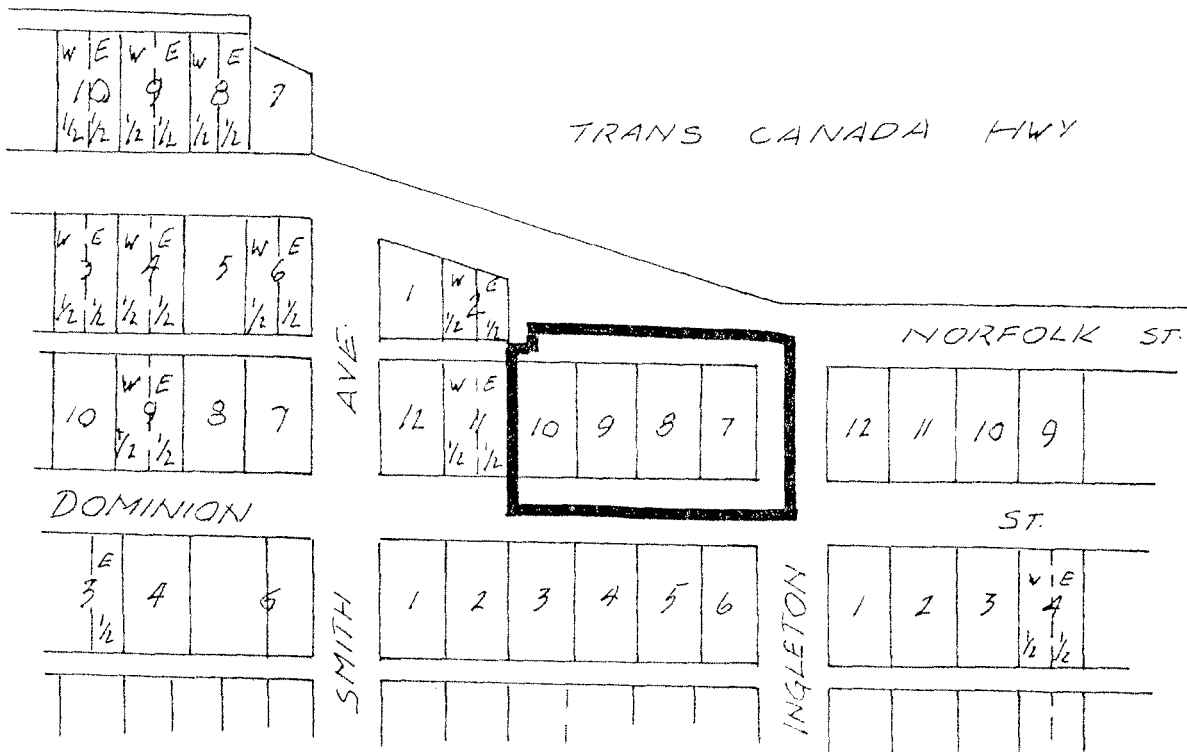 W E W E W E
10 9 8 7
1/2 1/2 1/2 1/2 1/2 1/2
TRANS CANADA HWY
W E W E W E
3 4 5 6
1/2 1/2 1/2 1/2 1/2 1/2
W E
1 2
1/2 1/2
NORFOLK ST.
AVE.
W E
10 9 8 7
1/2 1/2
W E
12 11 10 9 8 7
1/2 1/2
12 11 10 9
DOMINION
ST.
E
3 4 6
1/2
SMITH
1 2 3 4 5 6
INGLETON
W E
1 2 3 4
1/2 1/2